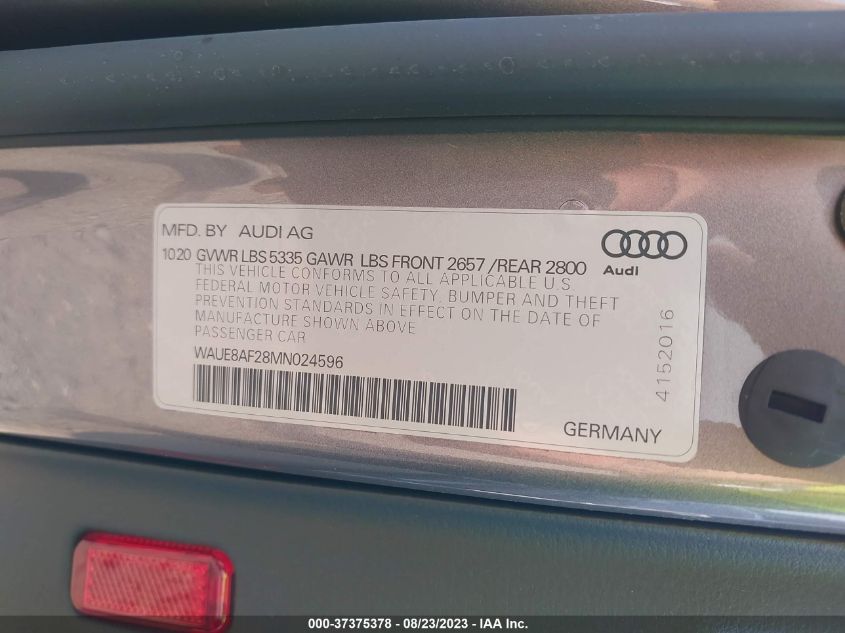 MFD. BY AUDI AG
1020 GVWR LBS 5335 GAWR LBS FRONT 2657 /REAR 2800
Audi
THIS VEHICLE CONFORMS TO ALL APPLICABLE U.S.
FEDERAL MOTOR VEHICLE SAFETY, BUMPER AND THEFT
PREVENTION STANDARDS IN EFFECT ON THE DATE OF
MANUFACTURE SHOWN ABOVE
PASSENGER CAR
WAUE8AF28MN024596
4152016
GERMANY
000-37375378 - 08/23/2023 - IAA, Inc.